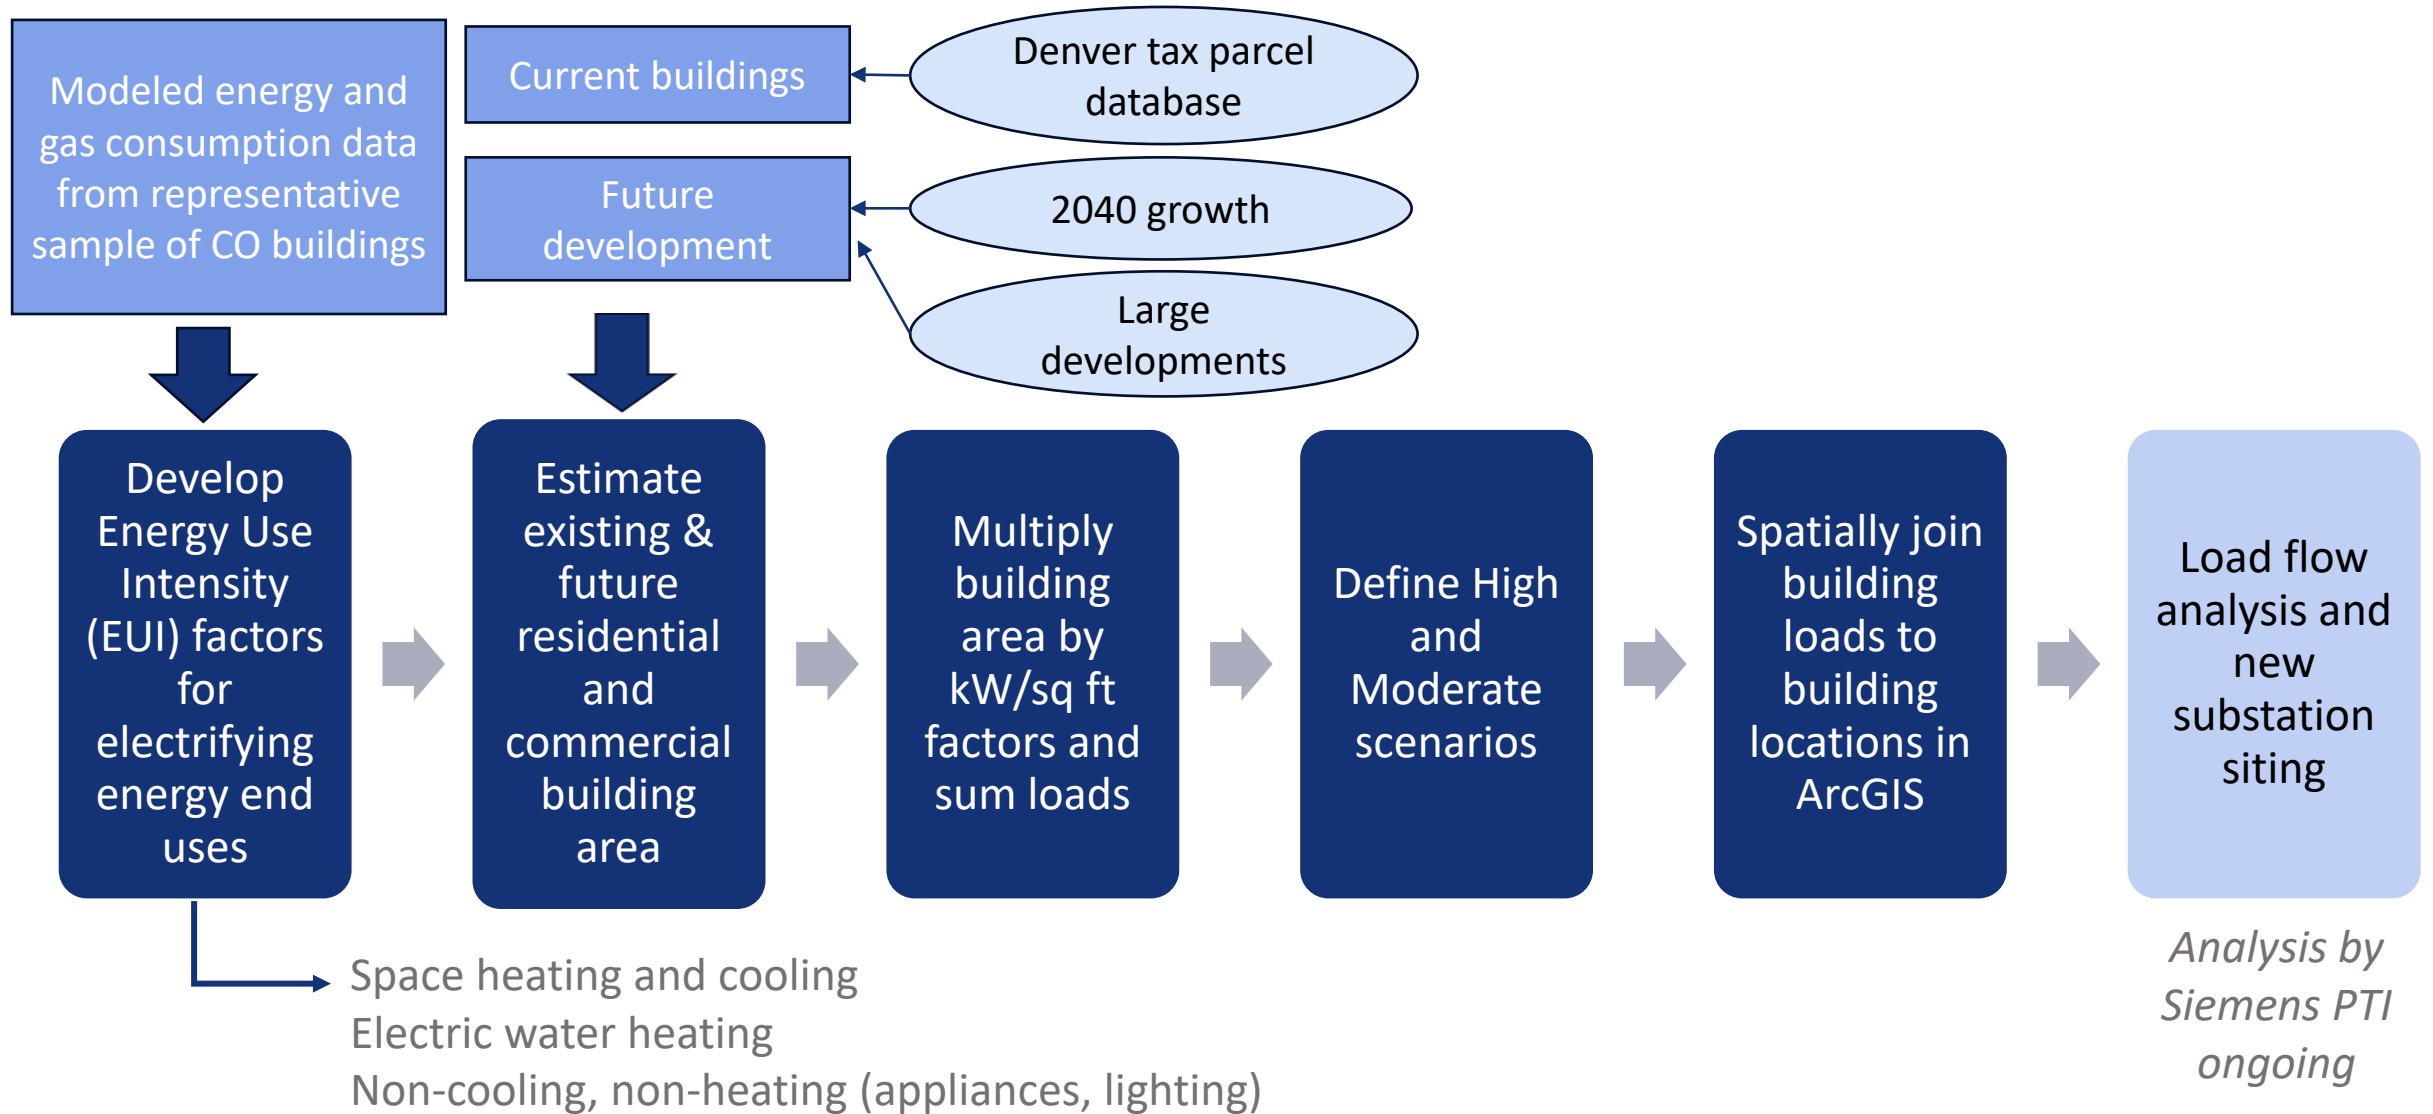 Modeled energy and
gas consumption data
from representative
sample of CO buildings
Current buildings
Future
development
Denver tax parcel
database
2040 growth
Large
developments
Develop
Energy Use
Intensity
(EUI) factors
for
electrifying
energy end
uses
Estimate
existing &
future
residential
and
commercial
building
area
Multiply
building
area by
kW/sq ft
factors and
sum loads
Define High
and
Moderate
scenarios
Spatially join
building
loads to
building
locations in
ArcGIS
Load flow
analysis and
new
substation
siting
Space heating and cooling
Electric water heating
Non-cooling, non-heating (appliances, lighting)
Analysis by
Siemens PTI
ongoing